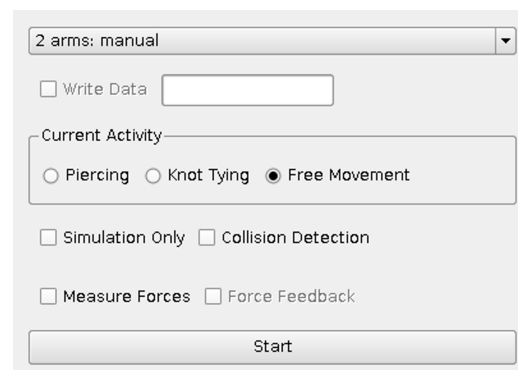 2 arms: manual
Write Data
Current Activity
Piercing Knot Tying Free Movement
Simulation Only Collision Detection
Measure Forces Force Feedback
Start